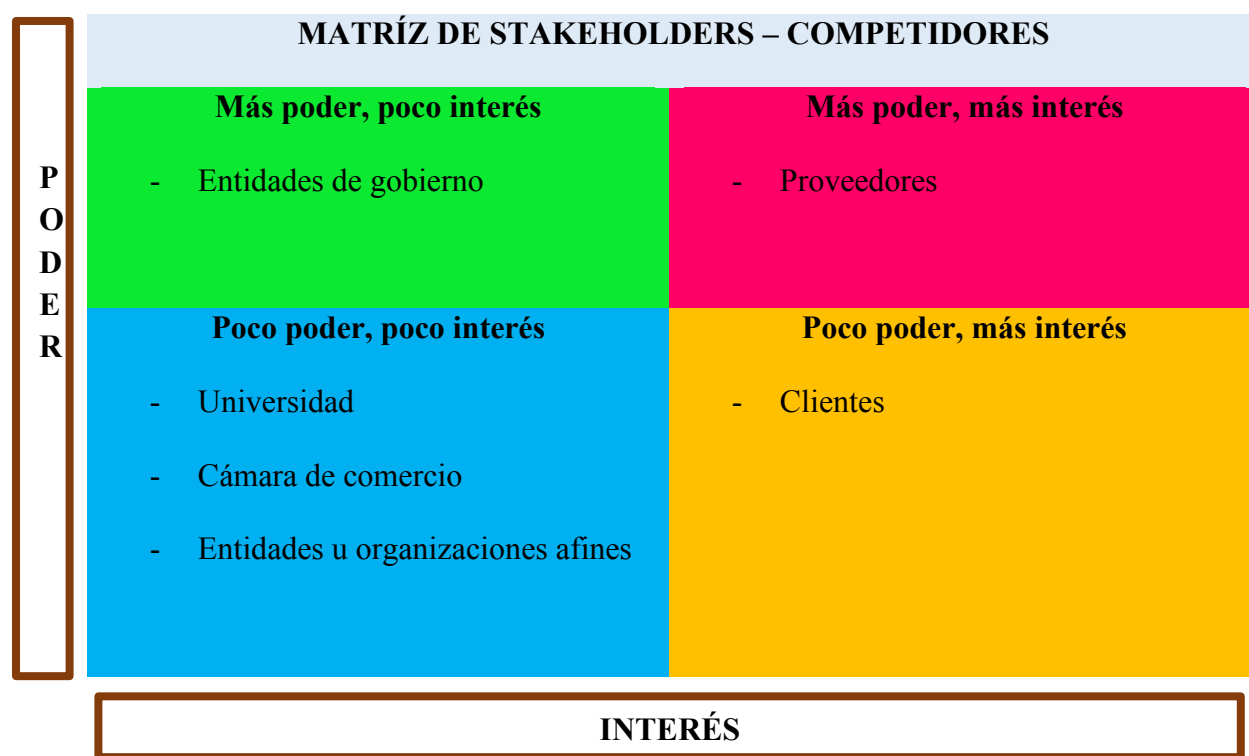 MATRÍZ DE STAKEHOLDERS – COMPETIDORES
PODER
Más poder, poco interés
- Entidades de gobierno
Más poder, más interés
- Proveedores
Poco poder, poco interés
- Universidad
- Cámara de comercio
- Entidades u organizaciones afines
Poco poder, más interés
- Clientes
INTERÉS